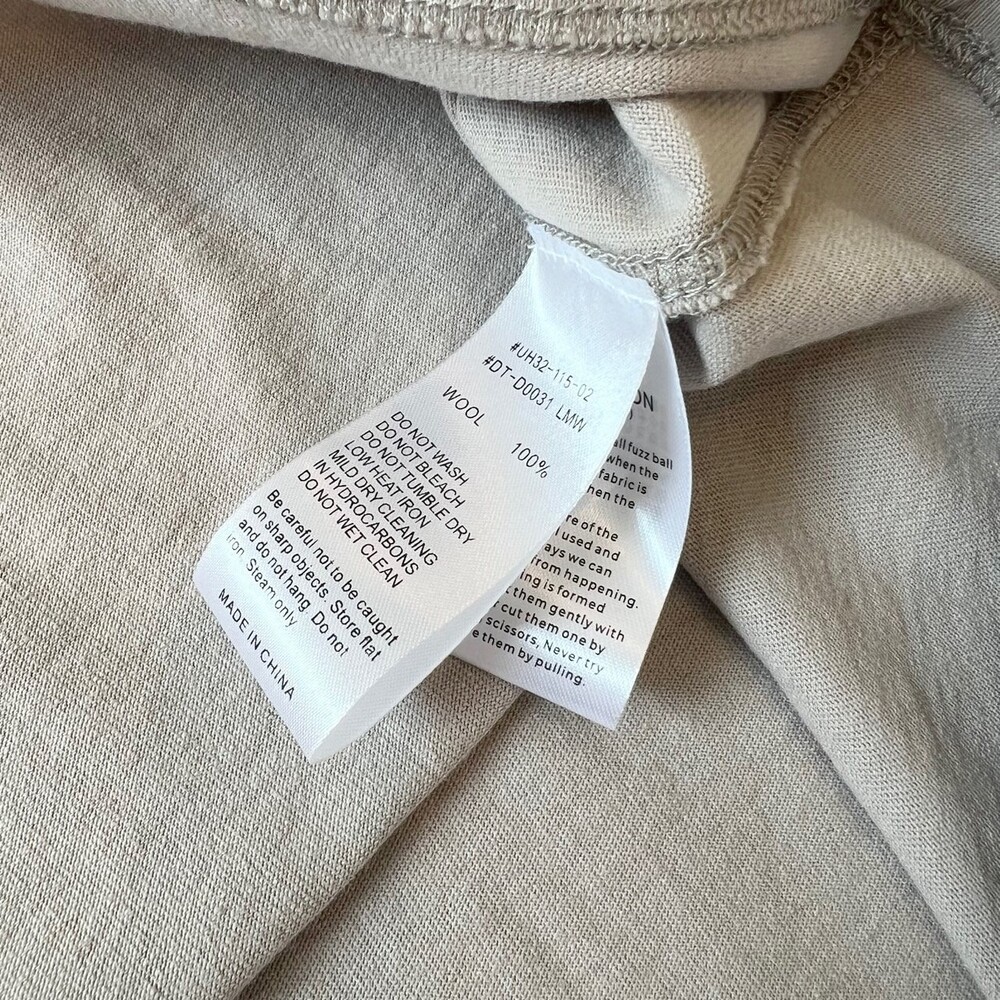 #UH32-115-02
#DT-D0031 LMW
WOOL 100%
DO NOT WASH
DO NOT BLEACH
DO NOT TUMBLE DRY
LOW HEAT IRON
MILD DRY CLEANING
IN HYDROCARBONS
DO NOT WET CLEAN
Be careful not to be caught
on sharp objects. Store flat
and do not hang. Do not
iron. Steam only
MADE IN CHINA
all fuzz ball
when the
fabric is
hen the
re of the
used and
ays we can
from happening.
ng is formed
them gently with
cut them one by
scissors, Never try
them by pulling.